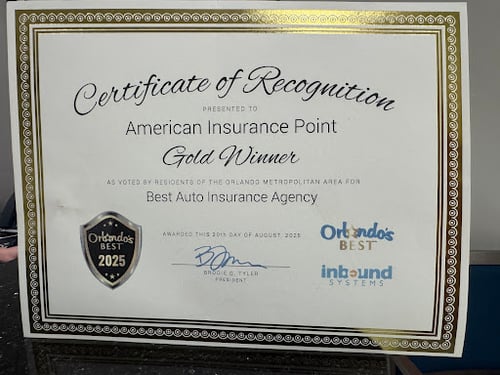 Certificate of Recognition
PRESENTED TO
American Insurance Point
Gold Winner
AS VOTED BY RESIDENTS OF THE ORLANDO METROPOLITAN AREA FOR
Best Auto Insurance Agency
Orlando's
BEST
2025
AWARDED THIS 20TH DAY OF AUGUST, 2025
BRODIE G. TYLER
PRESIDENT
Orlando's
BEST
inbound
SYSTEMS